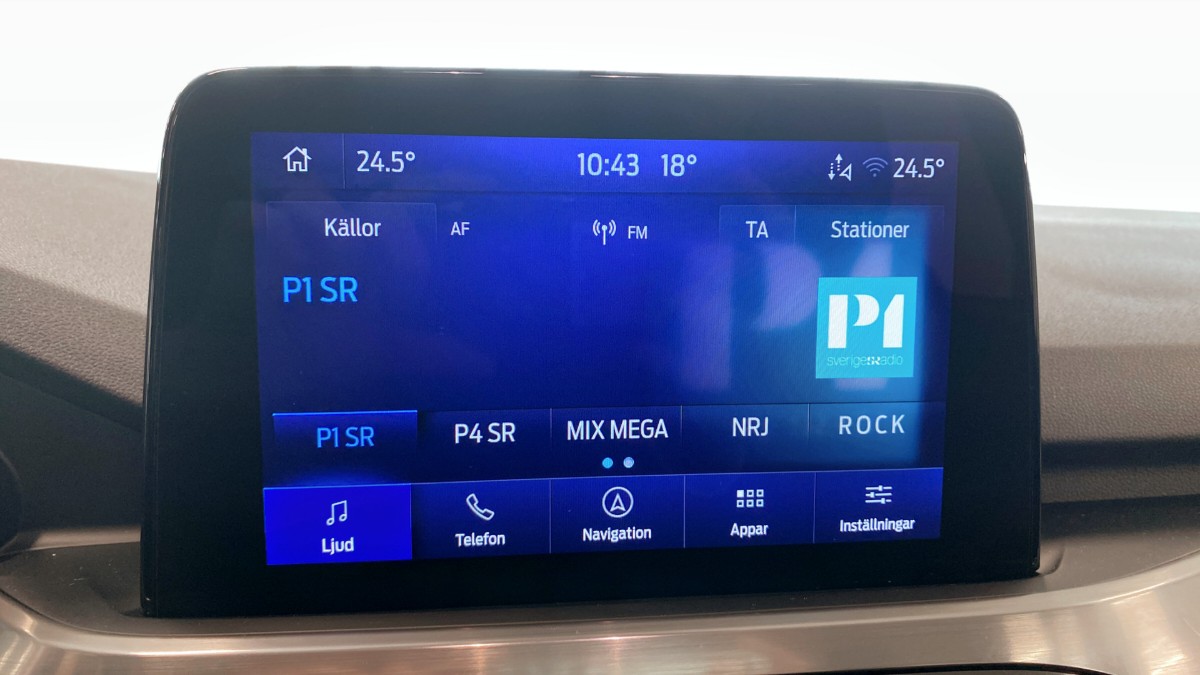 24.5° 10:43 18° 24.5°
Källor AF FM TA Stationer
P1 SR
P1
sverigesradio
P1 SR P4 SR MIX MEGA NRJ ROCK
Ljud Telefon Navigation Appar Inställningar